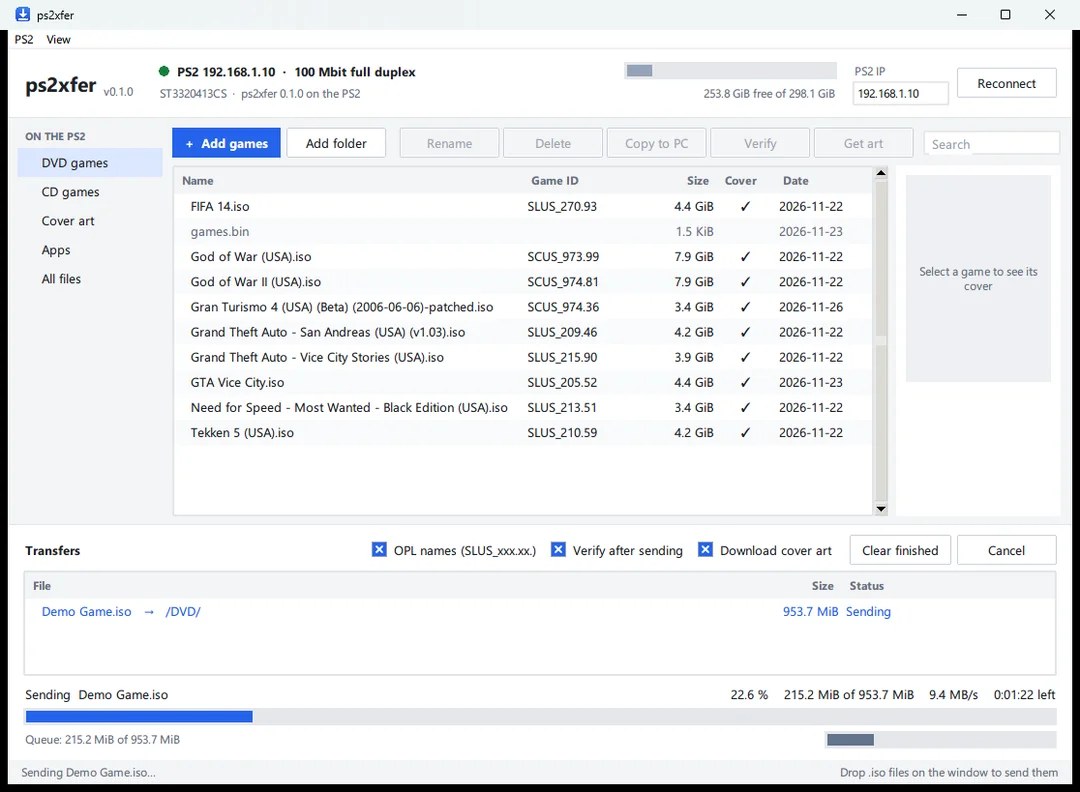 ps2xfer
PS2 View
ps2xfer v0.1.0
PS2 192.168.1.10 · 100 Mbit full duplex
ST3320413CS · ps2xfer 0.1.0 on the PS2
253.8 GiB free of 298.1 GiB
PS2 IP
192.168.1.10
Reconnect
ON THE PS2
DVD games
CD games
Cover art
Apps
All files
+ Add games Add folder Rename Delete Copy to PC Verify Get art Search
Name Game ID Size Cover Date
FIFA 14.iso SLUS_270.93 4.4 GiB ✓ 2026-11-22
games.bin 1.5 KiB 2026-11-23
God of War (USA).iso SCUS_973.99 7.9 GiB ✓ 2026-11-22
God of War II (USA).iso SCUS_974.81 7.9 GiB ✓ 2026-11-22
Gran Turismo 4 (USA) (Beta) (2006-06-06)-patched.iso SCUS_974.36 3.4 GiB ✓ 2026-11-26
Grand Theft Auto - San Andreas (USA) (v1.03).iso SLUS_209.46 4.2 GiB ✓ 2026-11-22
Grand Theft Auto - Vice City Stories (USA).iso SLUS_215.90 3.9 GiB ✓ 2026-11-22
GTA Vice City.iso SLUS_205.52 4.4 GiB ✓ 2026-11-23
Need for Speed - Most Wanted - Black Edition (USA).iso SLUS_213.51 3.4 GiB ✓ 2026-11-22
Tekken 5 (USA).iso SLUS_210.59 4.2 GiB ✓ 2026-11-22
Select a game to see its
cover
Transfers OPL names (SLUS_xxx.xx.) Verify after sending Download cover art Clear finished Cancel
File Size Status
Demo Game.iso → /DVD/ 953.7 MiB Sending
Sending Demo Game.iso 22.6 % 215.2 MiB of 953.7 MiB 9.4 MB/s 0:01:22 left
Queue: 215.2 MiB of 953.7 MiB
Sending Demo Game.iso... Drop .iso files on the window to send them